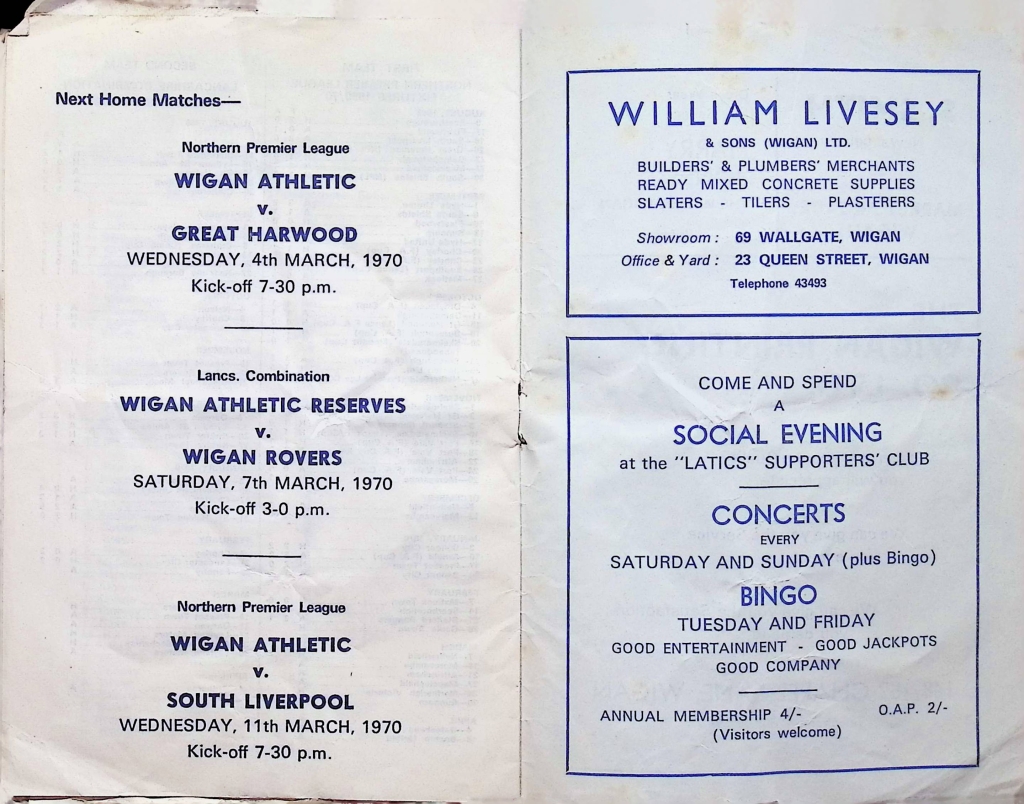 Next Home Matches—
Northern Premier League
WIGAN ATHLETIC
v.
GREAT HARWOOD
WEDNESDAY, 4th MARCH, 1970
Kick-off 7-30 p.m.
Lancs. Combination
WIGAN ATHLETIC RESERVES
v.
WIGAN ROVERS
SATURDAY, 7th MARCH, 1970
Kick-off 3-0 p.m.
Northern Premier League
WIGAN ATHLETIC
v.
SOUTH LIVERPOOL
WEDNESDAY, 11th MARCH, 1970
Kick-off 7-30 p.m.
WILLIAM LIVESEY
& SONS (WIGAN) LTD.
BUILDERS' & PLUMBERS' MERCHANTS
READY MIXED CONCRETE SUPPLIES
SLATERS - TILERS - PLASTERERS
Showroom : 69 WALLGATE, WIGAN
Office & Yard : 23 QUEEN STREET, WIGAN
Telephone 43493
COME AND SPEND
A
SOCIAL EVENING
at the "LATICS" SUPPORTERS' CLUB
CONCERTS
EVERY
SATURDAY AND SUNDAY (plus Bingo)
BINGO
TUESDAY AND FRIDAY
GOOD ENTERTAINMENT - GOOD JACKPOTS
GOOD COMPANY
ANNUAL MEMBERSHIP 4/- O.A.P. 2/-
(Visitors welcome)